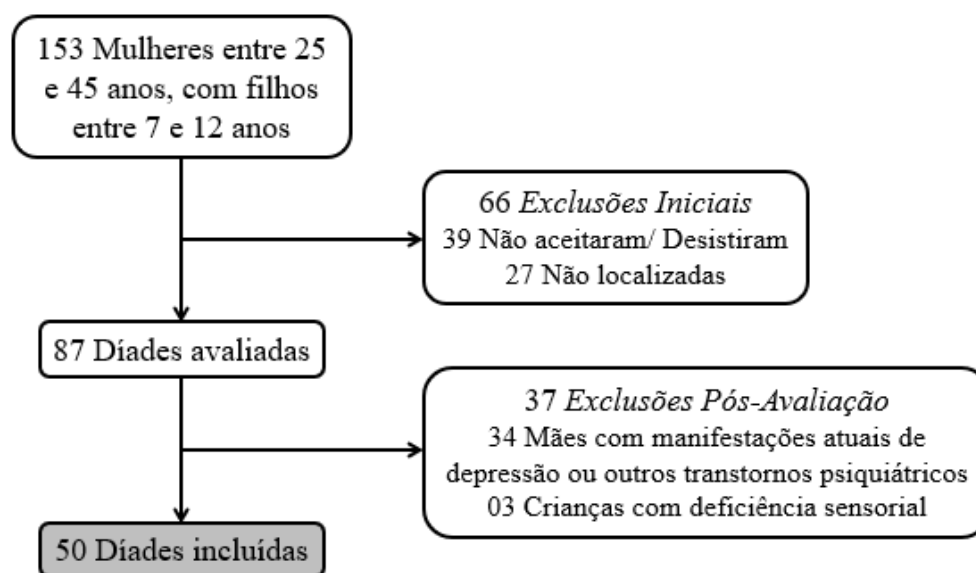 153 Mulheres entre 25
e 45 anos, com filhos
entre 7 e 12 anos
66 Exclusões Iniciais
39 Não aceitaram/ Desistiram
27 Não localizadas
87 Díades avaliadas
37 Exclusões Pós-Avaliação
34 Mães com manifestações atuais de
depressão ou outros transtornos psiquiátricos
03 Crianças com deficiência sensorial
50 Díades incluídas